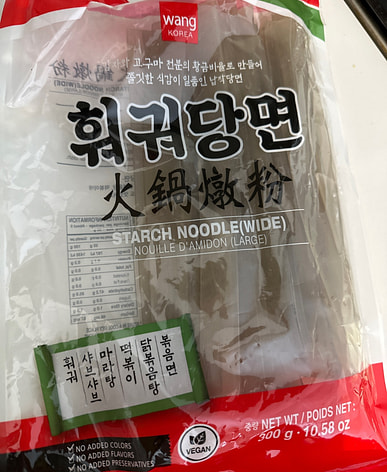 wang
KOREA
고구마 전분의 황금비율로 만들어
쫄깃한 식감이 일품인 납작당면
훠궈당면
火鍋燉粉
STARCH NOODLE(WIDE)
NOUILLE D'AMIDON (LARGE)
훠궈
샤브샤브
마라탕
떡볶이
닭볶음탕
볶음면
NO ADDED COLORS
NO ADDED FLAVORS
NO ADDED PRESERVATIVES
VEGAN
중량 NET WT / POIDS NET :
300g · 10.58 oz